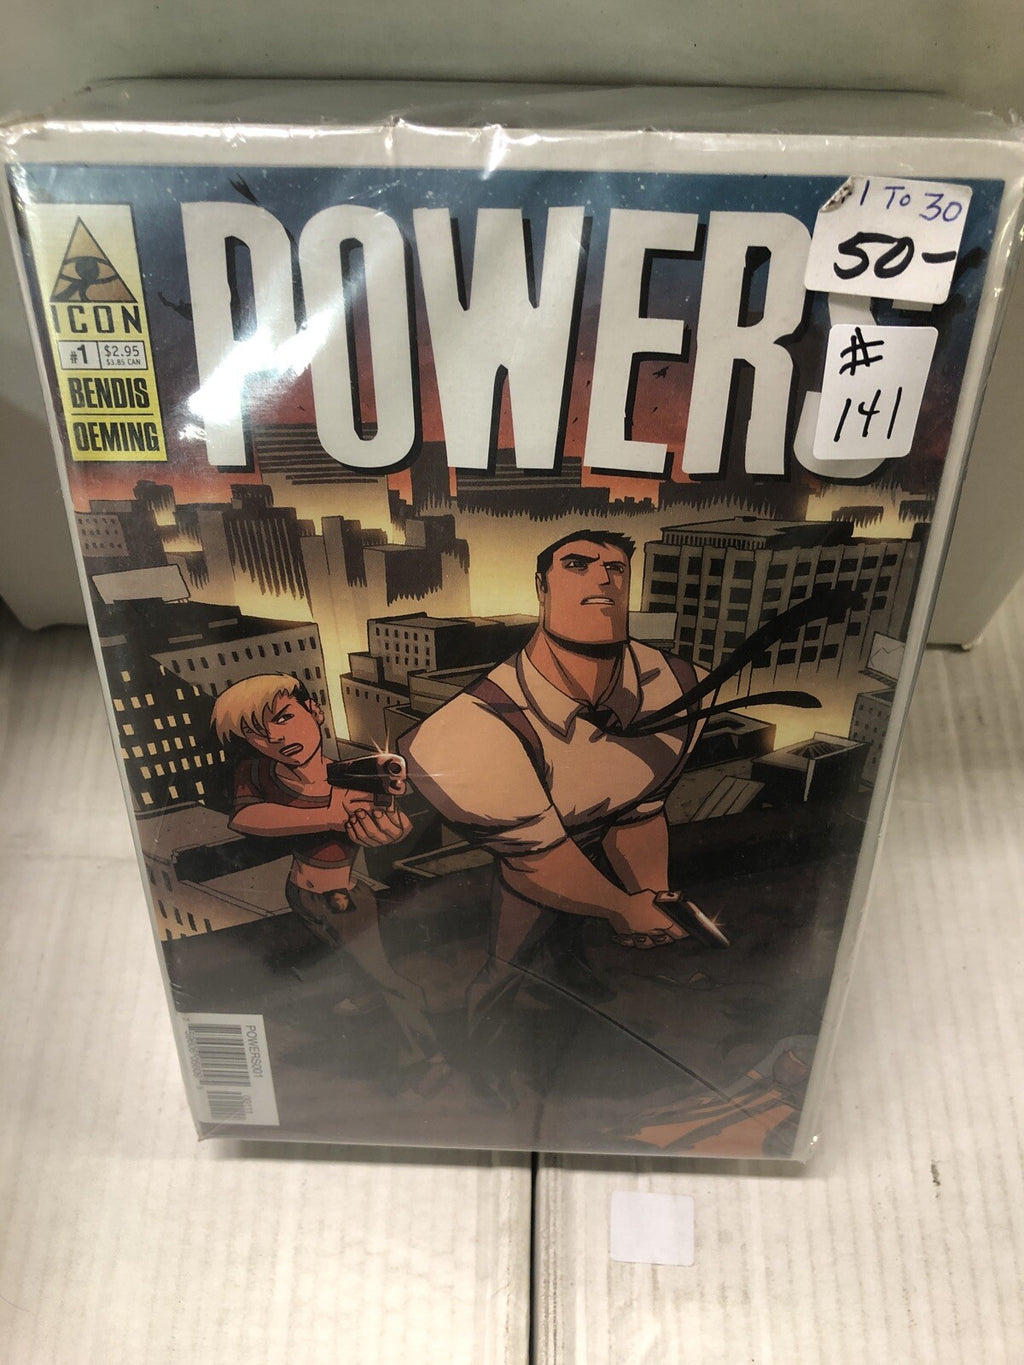 POWERS
1 TO 30
50-
#
141
ICON
#1 $2.95
$3.85 CAN
BENDIS
OEMING
POWERS001